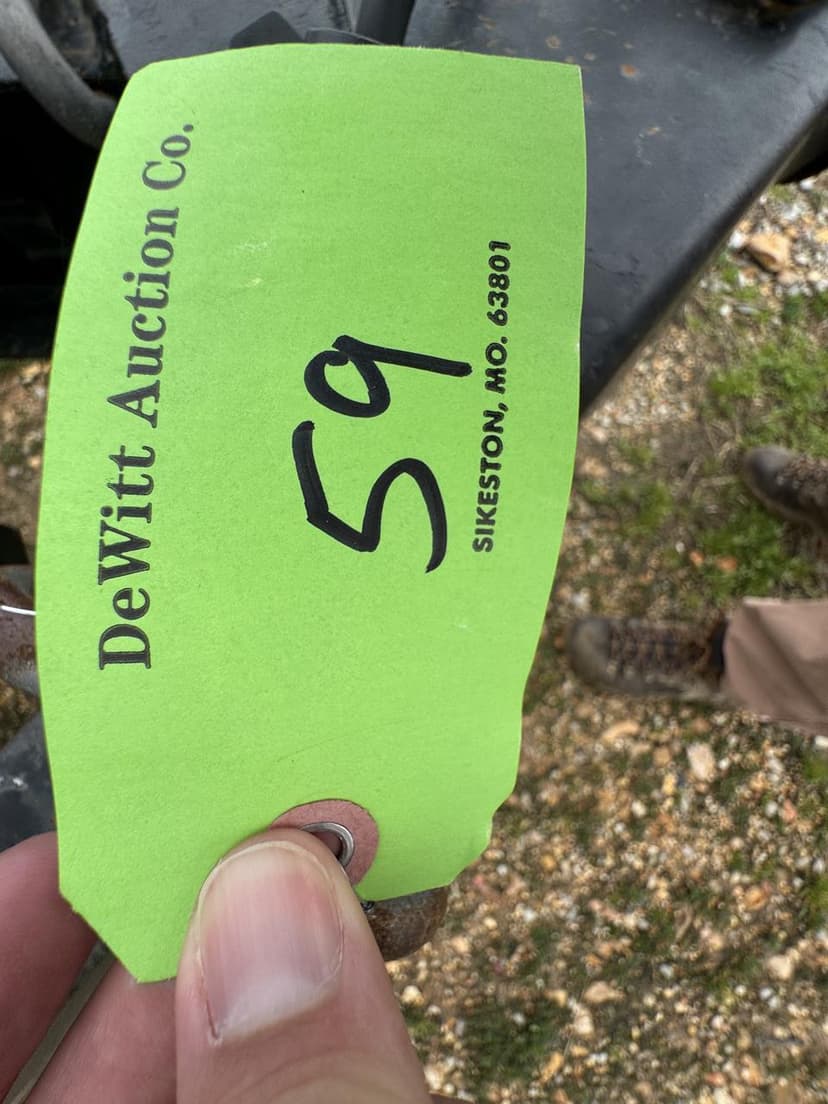 DeWitt Auction Co.
59
SIKESTON, MO. 63801